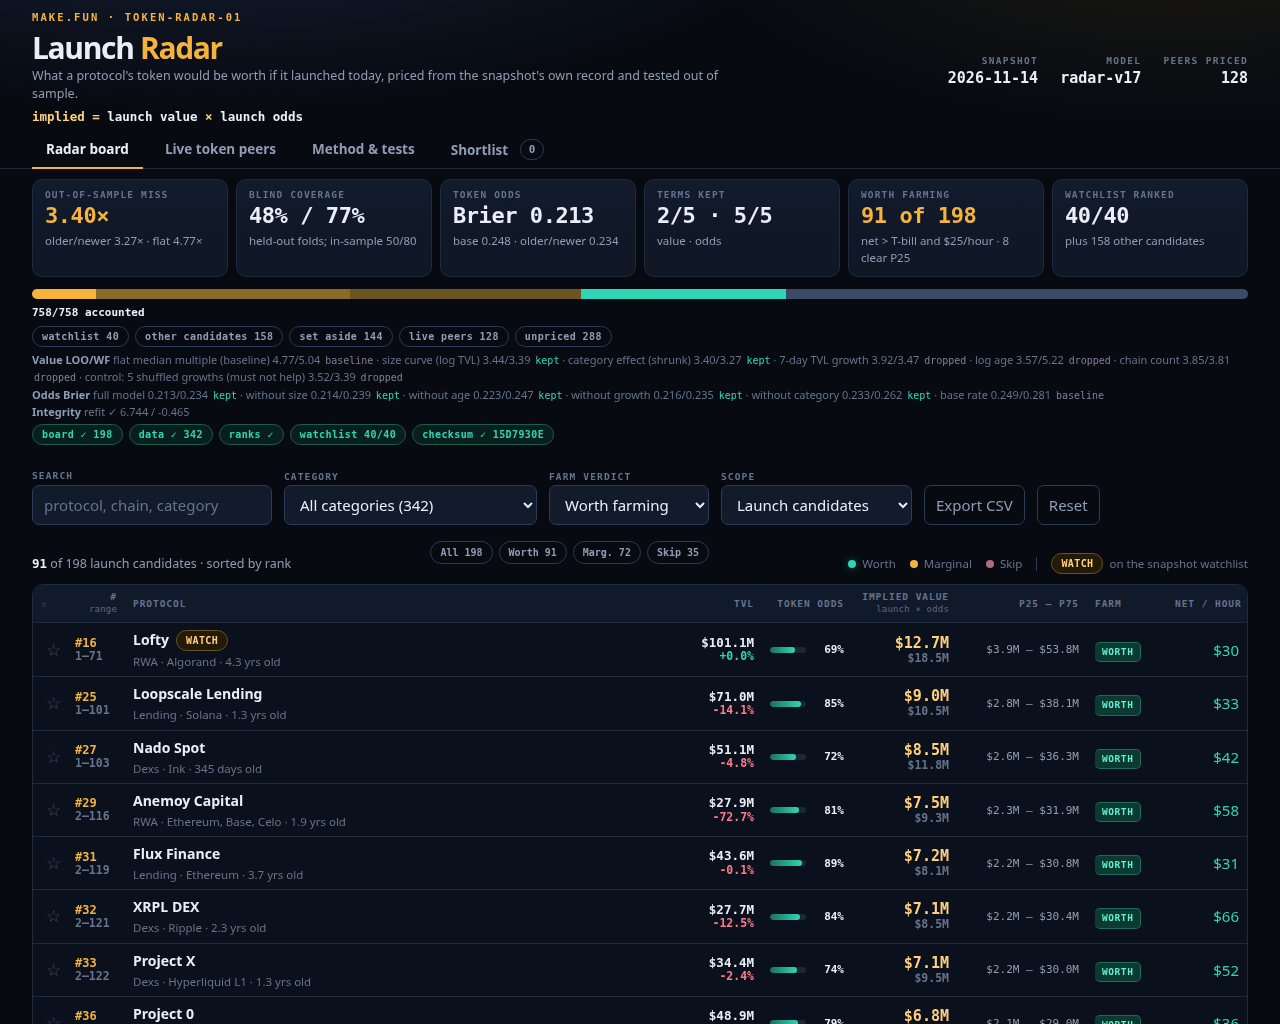 MAKE.FUN · TOKEN-RADAR-01
Launch Radar
What a protocol's token would be worth if it launched today, priced from the snapshot's own record and tested out of
sample.
implied = launch value × launch odds
SNAPSHOT
2026-11-14
MODEL
radar-v17
PEERS PRICED
128
Radar board
Live token peers
Method & tests
Shortlist 0
OUT-OF-SAMPLE MISS
3.40×
older/newer 3.27× · flat 4.77×
BLIND COVERAGE
48% / 77%
held-out folds; in-sample 50/80
TOKEN ODDS
Brier 0.213
base 0.248 · older/newer 0.234
TERMS KEPT
2/5 · 5/5
value · odds
WORTH FARMING
91 of 198
net > T-bill and $25/hour · 8
clear P25
WATCHLIST RANKED
40/40
plus 158 other candidates
758/758 accounted
watchlist 40
other candidates 158
set aside 144
live peers 128
unpriced 288
Value LOO/WF flat median multiple (baseline) 4.77/5.04 baseline · size curve (log TVL) 3.44/3.39 kept · category effect (shrunk) 3.40/3.27 kept · 7-day TVL growth 3.92/3.47 dropped · log age 3.57/5.22 dropped · chain count 3.85/3.81
dropped · control: 5 shuffled growths (must not help) 3.52/3.39 dropped
Odds Brier full model 0.213/0.234 kept · without size 0.214/0.239 kept · without age 0.223/0.247 kept · without growth 0.216/0.235 kept · without category 0.233/0.262 kept · base rate 0.249/0.281 baseline
Integrity refit ✓ 6.744 / -0.465
board ✓ 198
data ✓ 342
ranks ✓
watchlist 40/40
checksum ✓ 15D7930E
SEARCH
protocol, chain, category
CATEGORY
All categories (342)
FARM VERDICT
Worth farming
SCOPE
Launch candidates
Export CSV
Reset
91 of 198 launch candidates · sorted by rank
All 198
Worth 91
Marg. 72
Skip 35
Worth
Marginal
Skip
WATCH on the snapshot watchlist
# range
PROTOCOL
TVL
TOKEN ODDS
IMPLIED VALUE
launch × odds
P25 — P75
FARM
NET / HOUR
#16 Lofty WATCH $101.1M 69% $12.7M $3.9M — $53.8M WORTH $30
1–71 RWA · Algorand · 4.3 yrs old +0.0% $18.5M
#25 Loopscale Lending $71.0M 85% $9.0M $2.8M — $38.1M WORTH $33
1–101 Lending · Solana · 1.3 yrs old -14.1% $10.5M
#27 Nado Spot $51.1M 72% $8.5M $2.6M — $36.3M WORTH $42
1–103 Dexs · Ink · 345 days old -4.8% $11.8M
#29 Anemoy Capital $27.9M 81% $7.5M $2.3M — $31.9M WORTH $58
2–116 RWA · Ethereum, Base, Celo · 1.9 yrs old -72.7% $9.3M
#31 Flux Finance $43.6M 89% $7.2M $2.2M — $30.8M WORTH $31
2–119 Lending · Ethereum · 3.7 yrs old -0.1% $8.1M
#32 XRPL DEX $27.7M 84% $7.1M $2.2M — $30.4M WORTH $66
2–121 Dexs · Ripple · 2.3 yrs old -12.5% $8.5M
#33 Project X $34.4M 74% $7.1M $2.2M — $30.0M WORTH $52
2–122 Dexs · Hyperliquid L1 · 1.3 yrs old -2.4% $9.5M
#36 Project 0 $48.9M 79% $6.8M $2.1M — $29.0M WORTH $36